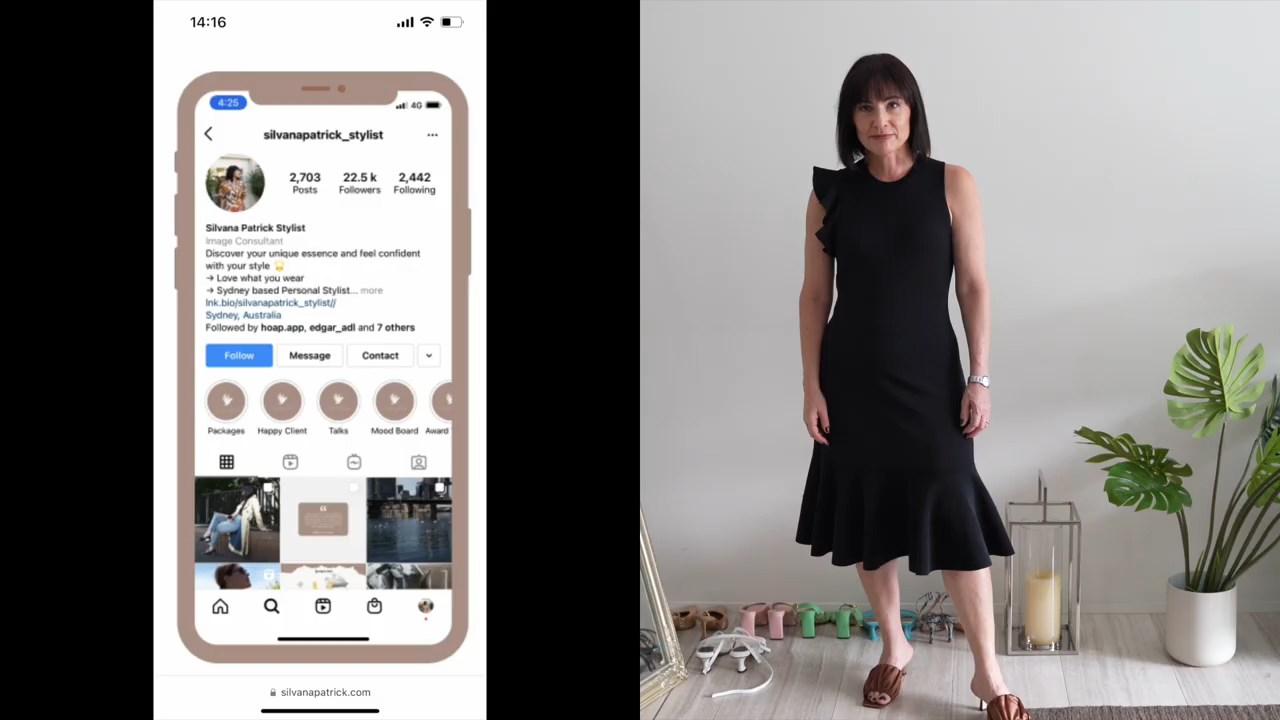 14:16
4:25
4G
silvanapatrick_stylist
2,703 22.5 k 2,442
Posts Followers Following
Silvana Patrick Stylist
Image Consultant
Discover your unique essence and feel confident
with your style
→ Love what you wear
→ Sydney based Personal Stylist... more
lnk.bio/silvanapatrick_stylist//
Sydney, Australia
Followed by hoap.app, edgar_adl and 7 others
Follow Message Contact
Packages Happy Client Talks Mood Board Award
silvanapatrick.com